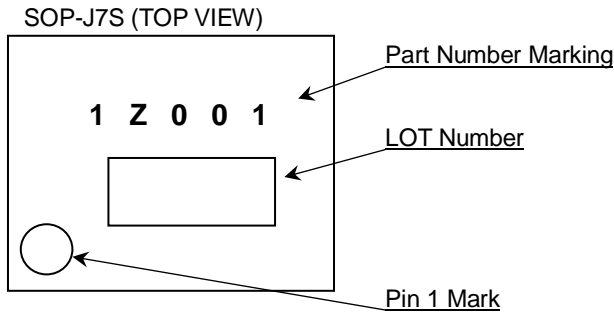 SOP-J7S (TOP VIEW)
Part Number Marking
1 Z 0 0 1
LOT Number
Pin 1 Mark